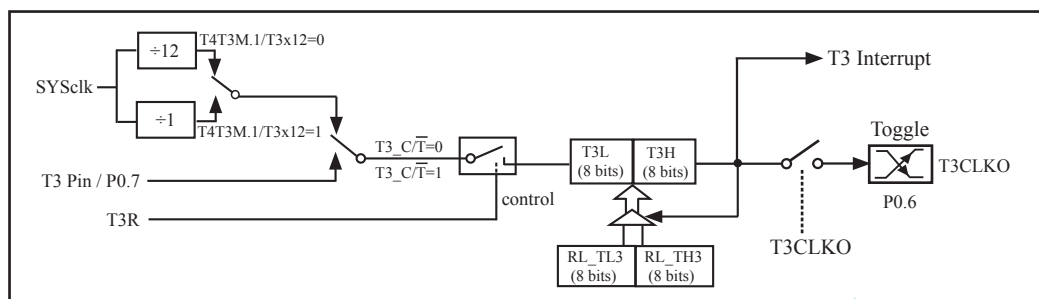 T4T3M.1/T3x12=0
÷12
SYSclk
÷1
T4T3M.1/T3x12=1
T3 Interrupt
T3_C/T̅=0
T3_C/T̅=1
T3 Pin / P0.7
T3R
control
T3L
(8 bits)
T3H
(8 bits)
Toggle
T3CLKO
P0.6
T3CLKO
RL_TL3
(8 bits)
RL_TH3
(8 bits)